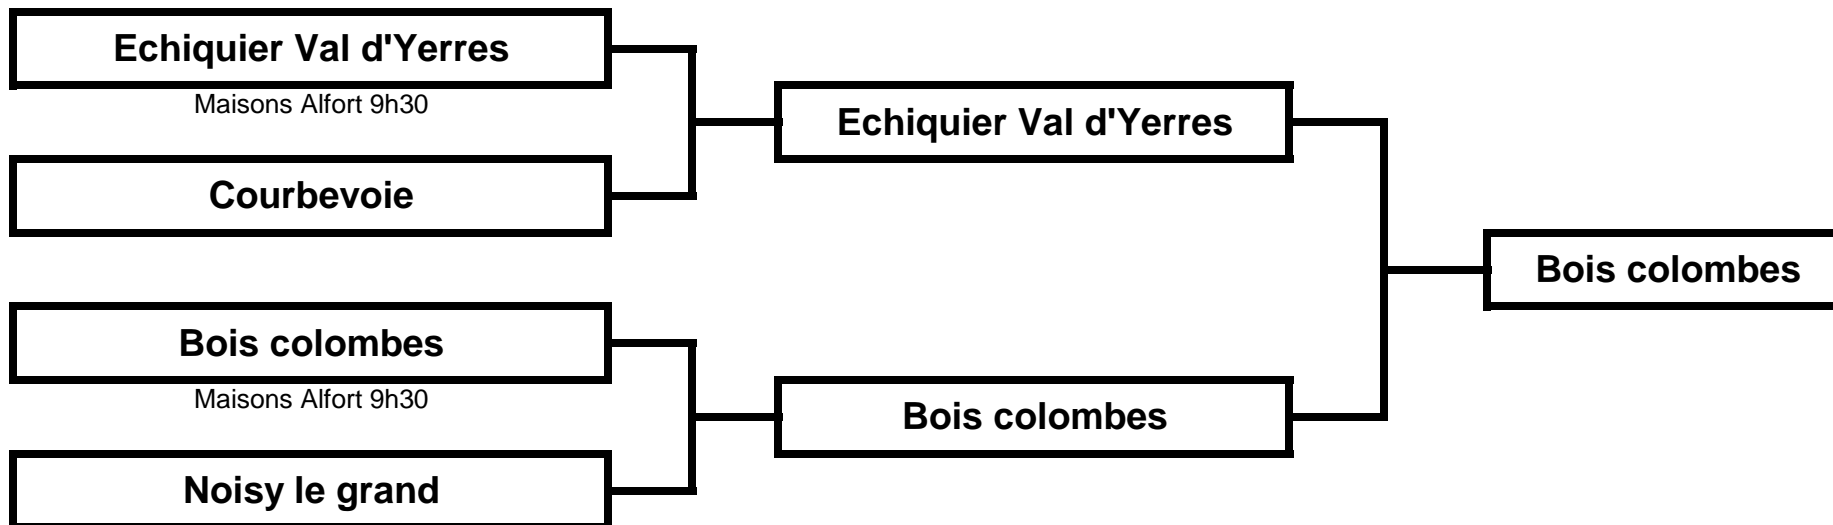 Echiquier Val d'Yerres
Maisons Alfort 9h30
Courbevoie
Bois colombes
Maisons Alfort 9h30
Noisy le grand
Echiquier Val d'Yerres
Bois colombes
Bois colombes